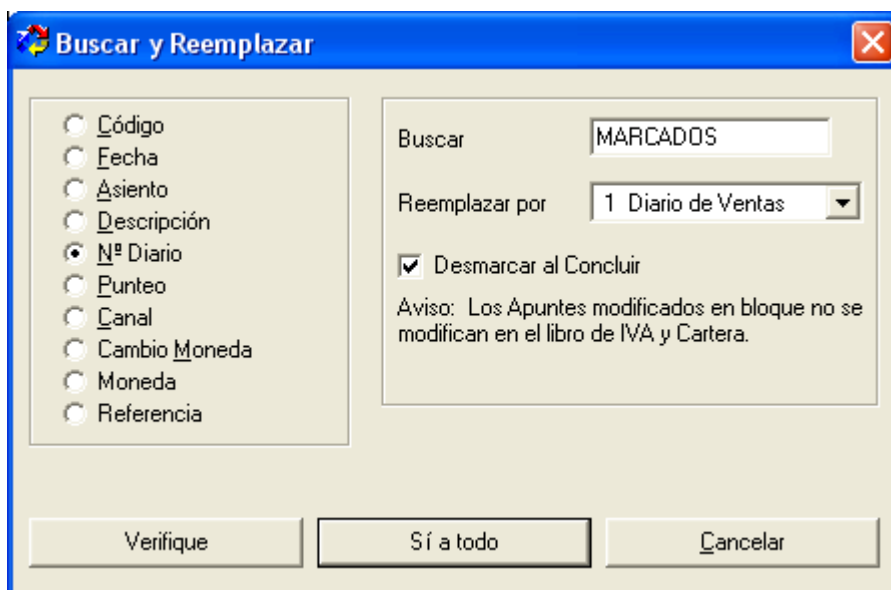 Buscar y Reemplazar
Código
Fecha
Asiento
Descripción
Nº Diario
Punteo
Canal
Cambio Moneda
Moneda
Referencia
Buscar MARCADOS
Reemplazar por 1 Diario de Ventas
Desmarcar al Concluir
Aviso: Los Apuntes modificados en bloque no se
modifican en el libro de IVA y Cartera.
Verifique Sí a todo Cancelar